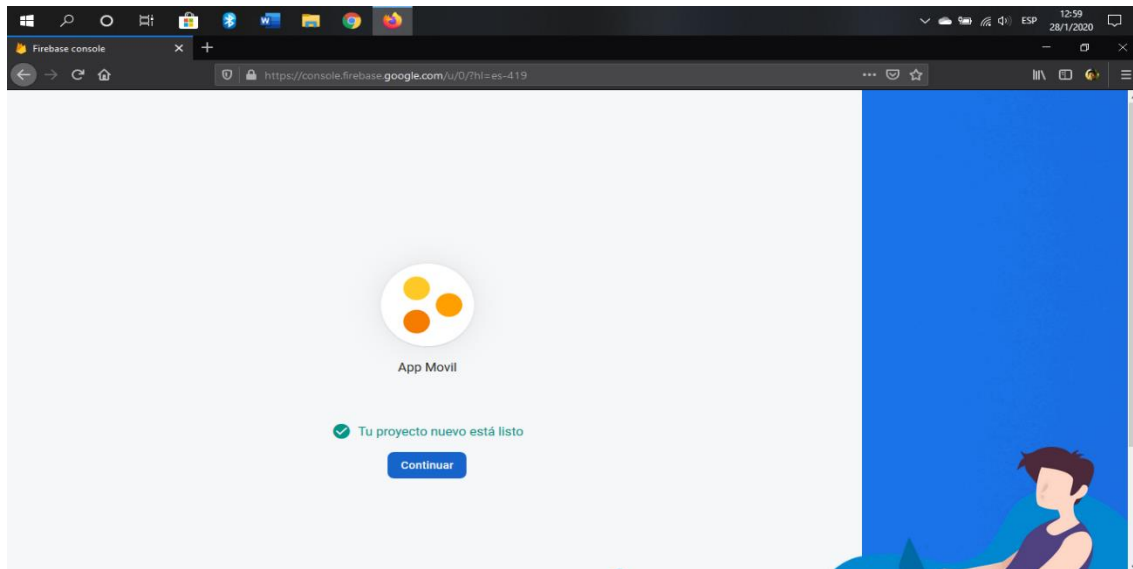 ESP
12:59
28/1/2020
Firebase console
https://console.firebase.google.com/u/0/?hl=es-419
App Movil
Tu proyecto nuevo está listo
Continuar